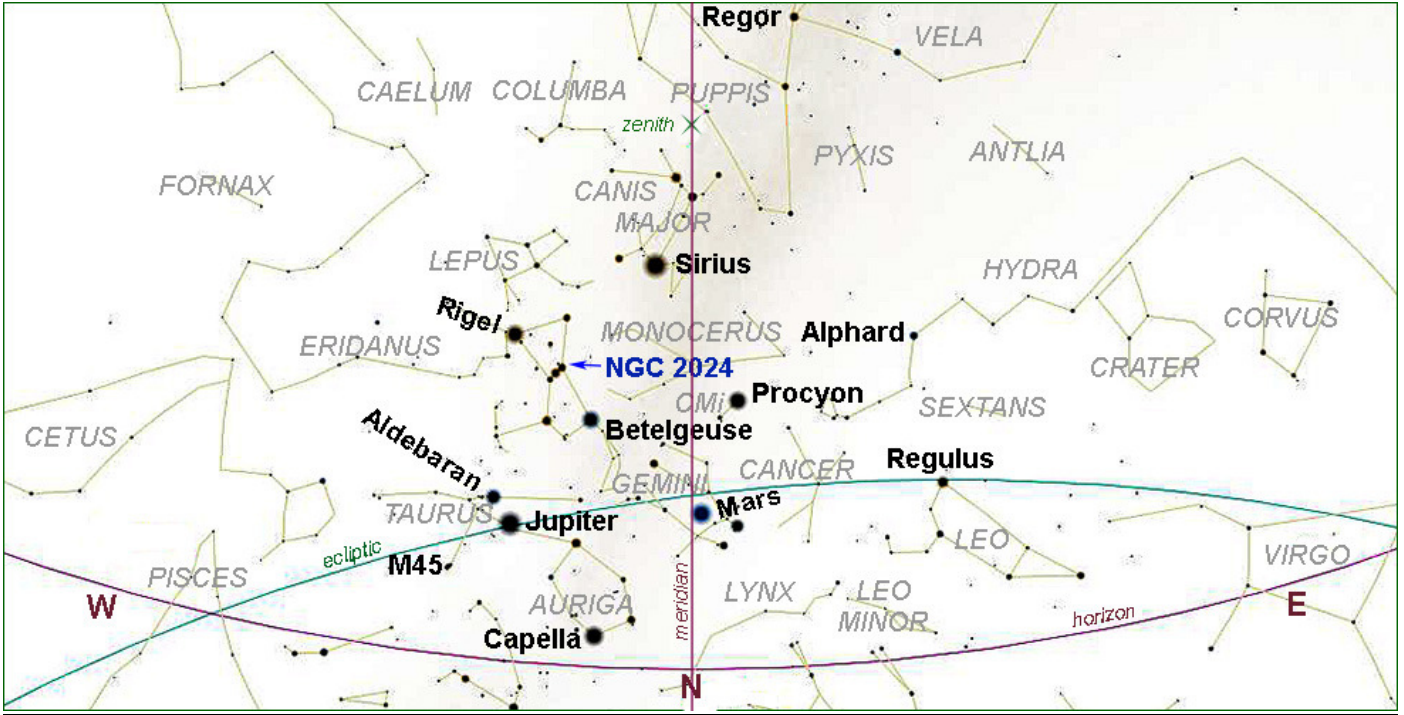 Regor
VELA
CAELUM
COLUMBA
PUPPIS
zenith
PYXIS
ANTLIA
FORNAX
CANIS
MAJOR
LEPUS
Sirius
HYDRA
Rigel
ERIDANUS
MONOCERUS
Alphard
CORVUS
NGC 2024
CRATER
CMi
Procyon
SEXTANS
CETUS
Aldebaran
Betelgeuse
GEMINI
CANCER
Regulus
TAURUS
Jupiter
Mars
LEO
VIRGO
ecliptic
M45
PISCES
AURIGA
meridian
LYNX
LEO
MINOR
horizon
W
E
Capella
N